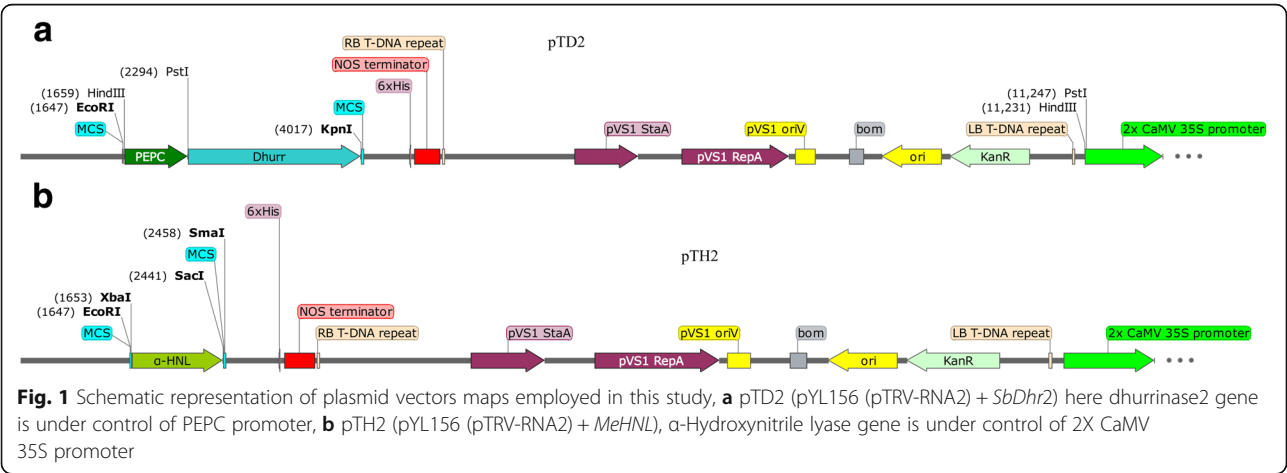 a
pTD2
RB T-DNA repeat
NOS terminator
(2294) PstI
6xHis
(1659) HindIII
(1647) EcoRI
MCS
MCS
(4017) KpnI
pVS1 StaA
pVS1 oriV
bom
(11,247) PstI
(11,231) HindIII
LB T-DNA repeat
2x CaMV 35S promoter
PEPC
Dhurr
pVS1 RepA
ori
KanR
b
6xHis
(2458) SmaI
MCS
(2441) SacI
pTH2
(1653) XbaI
(1647) EcoRI
MCS
NOS terminator
RB T-DNA repeat
pVS1 StaA
pVS1 oriV
bom
LB T-DNA repeat
2x CaMV 35S promoter
α-HNL
pVS1 RepA
ori
KanR
Fig. 1 Schematic representation of plasmid vectors maps employed in this study, a pTD2 (pYL156 (pTRV-RNA2) + SbDhr2) here dhurrinase2 gene
is under control of PEPC promoter, b pTH2 (pYL156 (pTRV-RNA2) + MeHNL), α-Hydroxynitrile lyase gene is under control of 2X CaMV
35S promoter